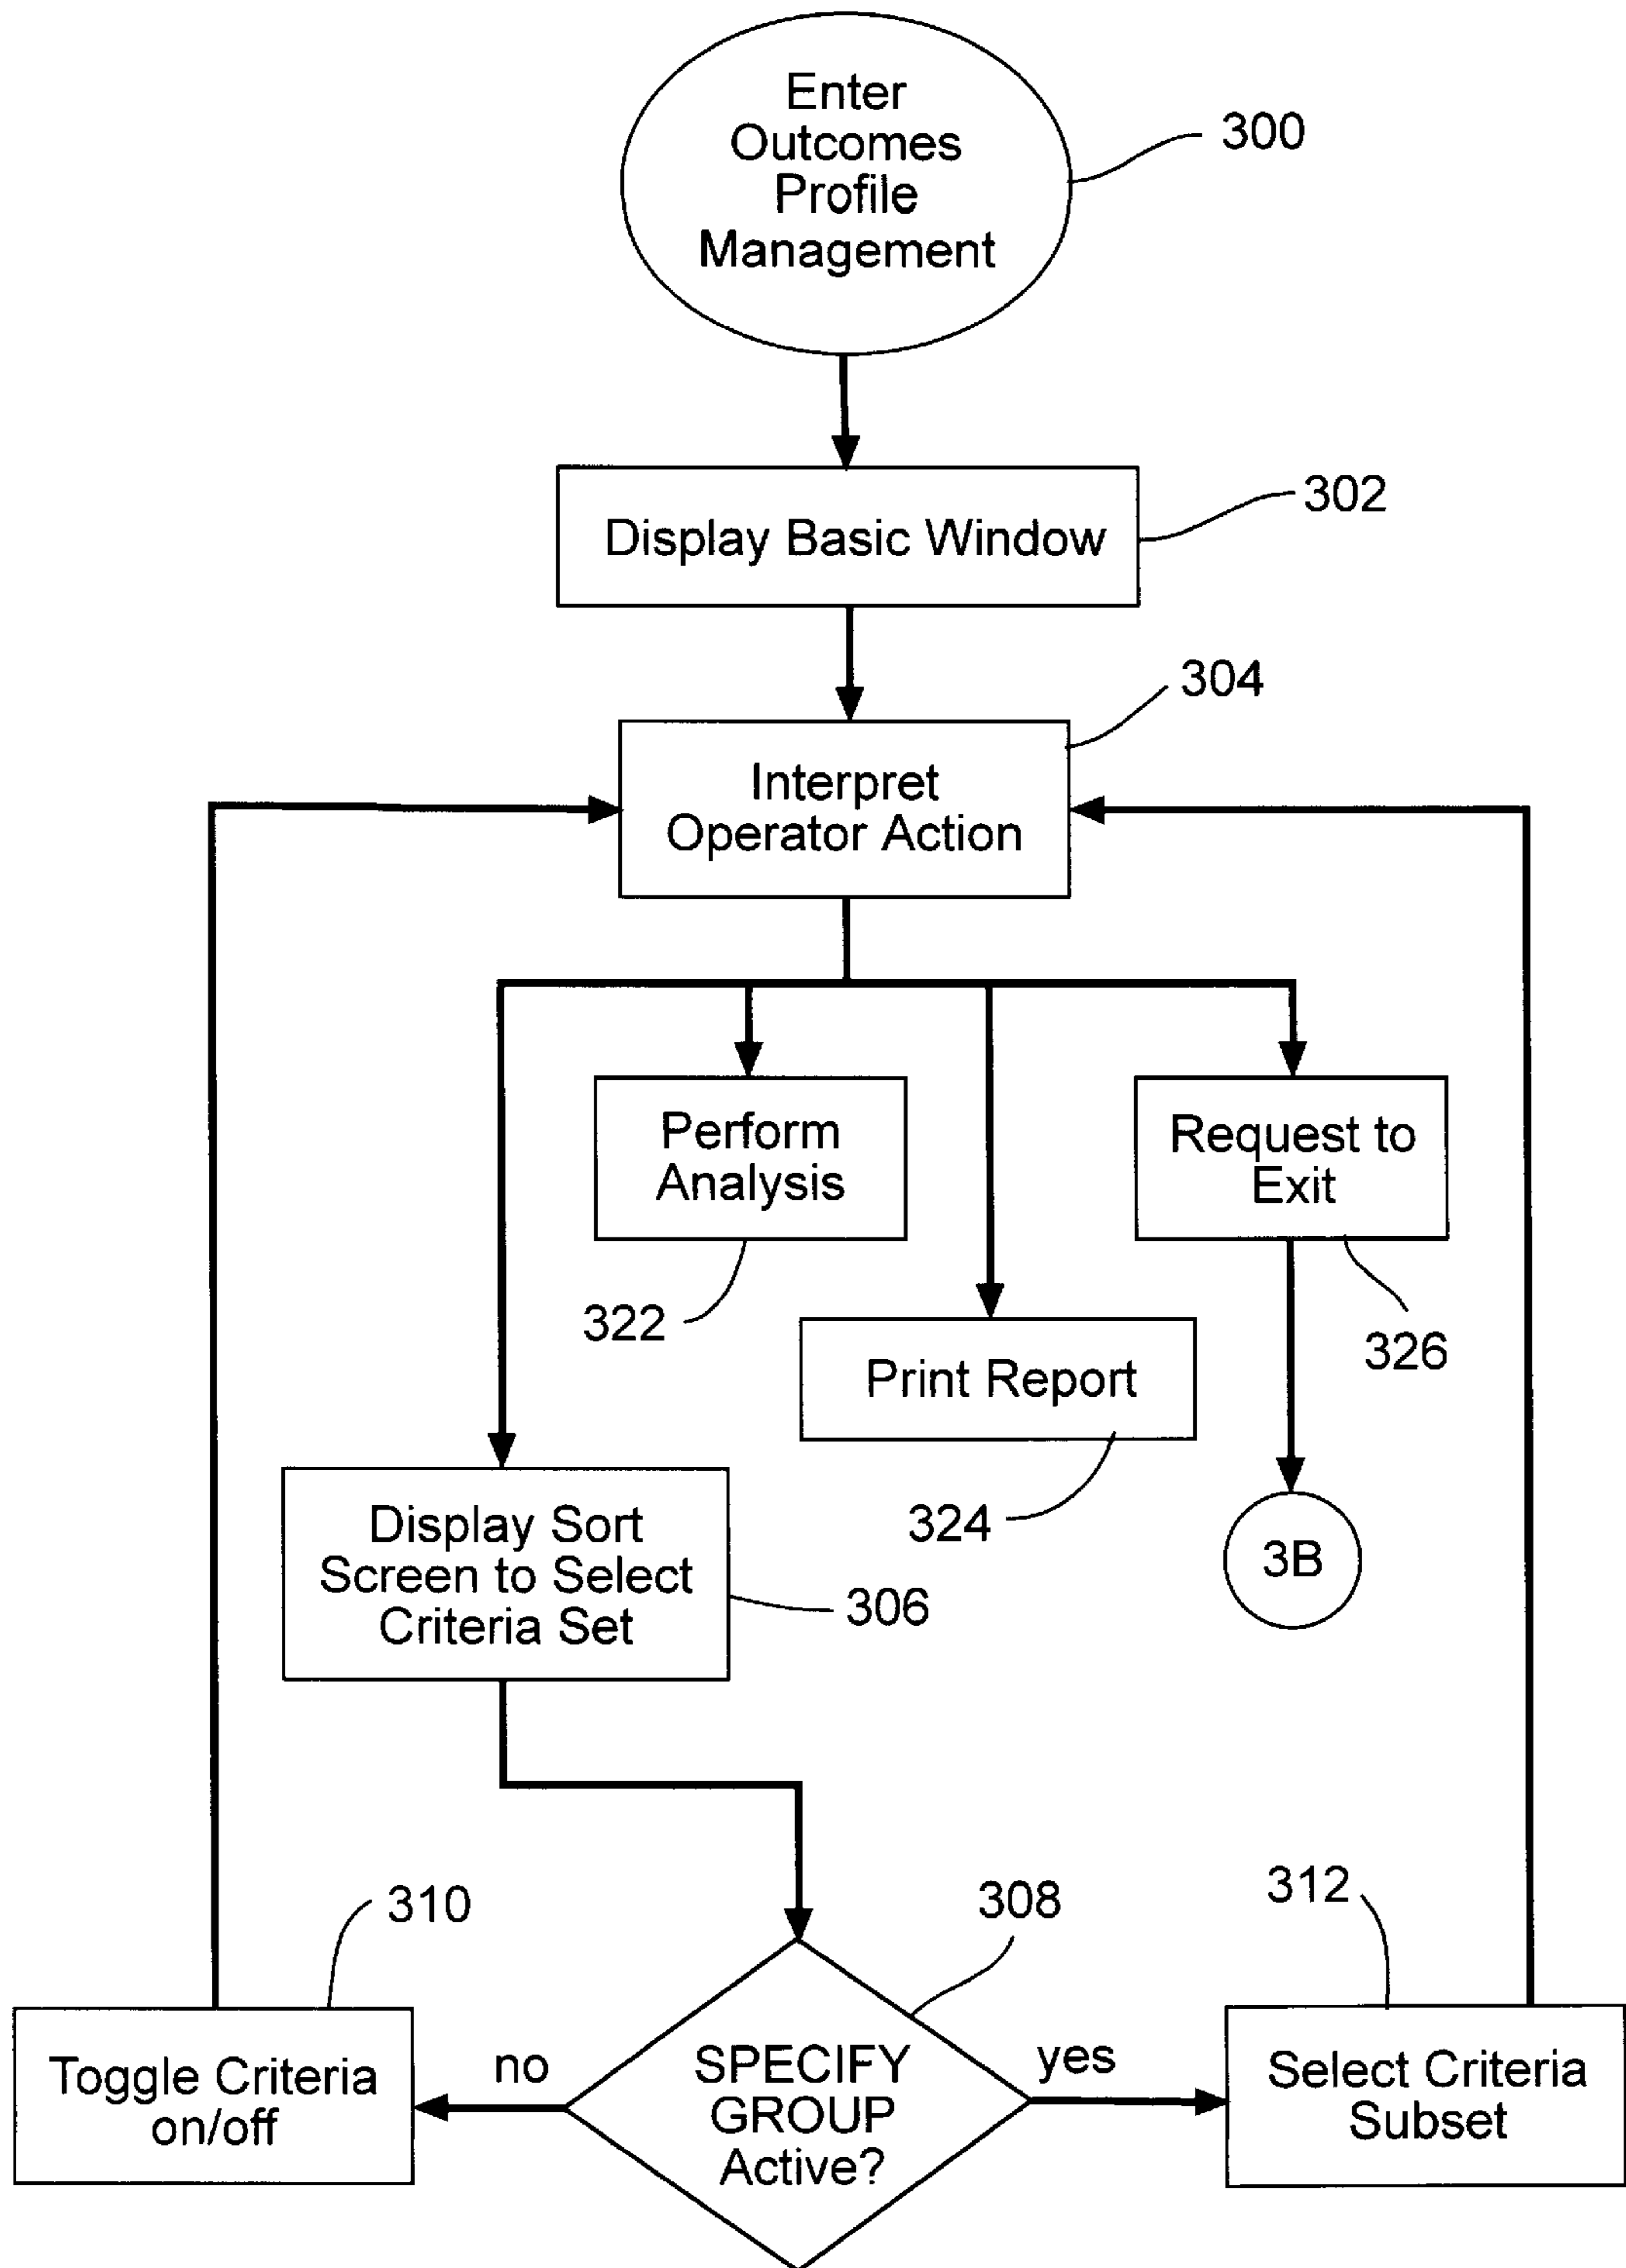 Enter
Outcomes
Profile
Management
300
Display Basic Window
302
304
Interpret
Operator Action
Perform
Analysis
322
Request to
Exit
326
Print Report
324
Display Sort
Screen to Select
Criteria Set
306
3B
310
308
312
Toggle Criteria
on/off
no
SPECIFY
GROUP
Active?
yes
Select Criteria
Subset